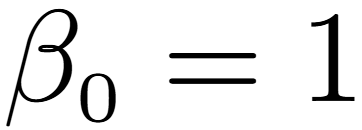 β₀ = 1